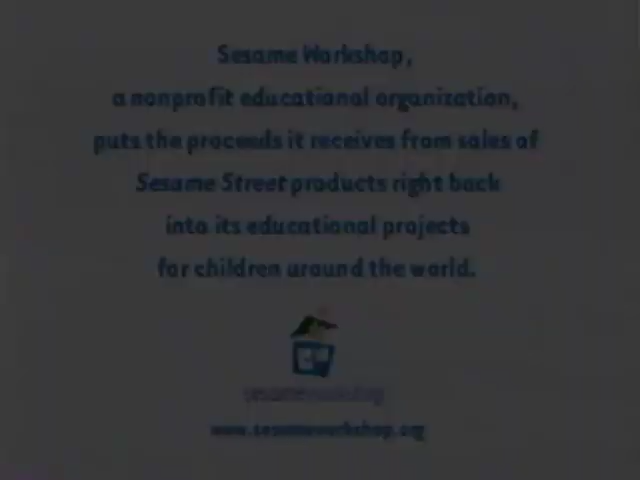 Sesame Workshop,
a nonprofit educational organization,
puts the proceeds it receives from sales of
Sesame Street products right back
into its educational projects
for children around the world.
sesameworkshop
www.sesameworkshop.org